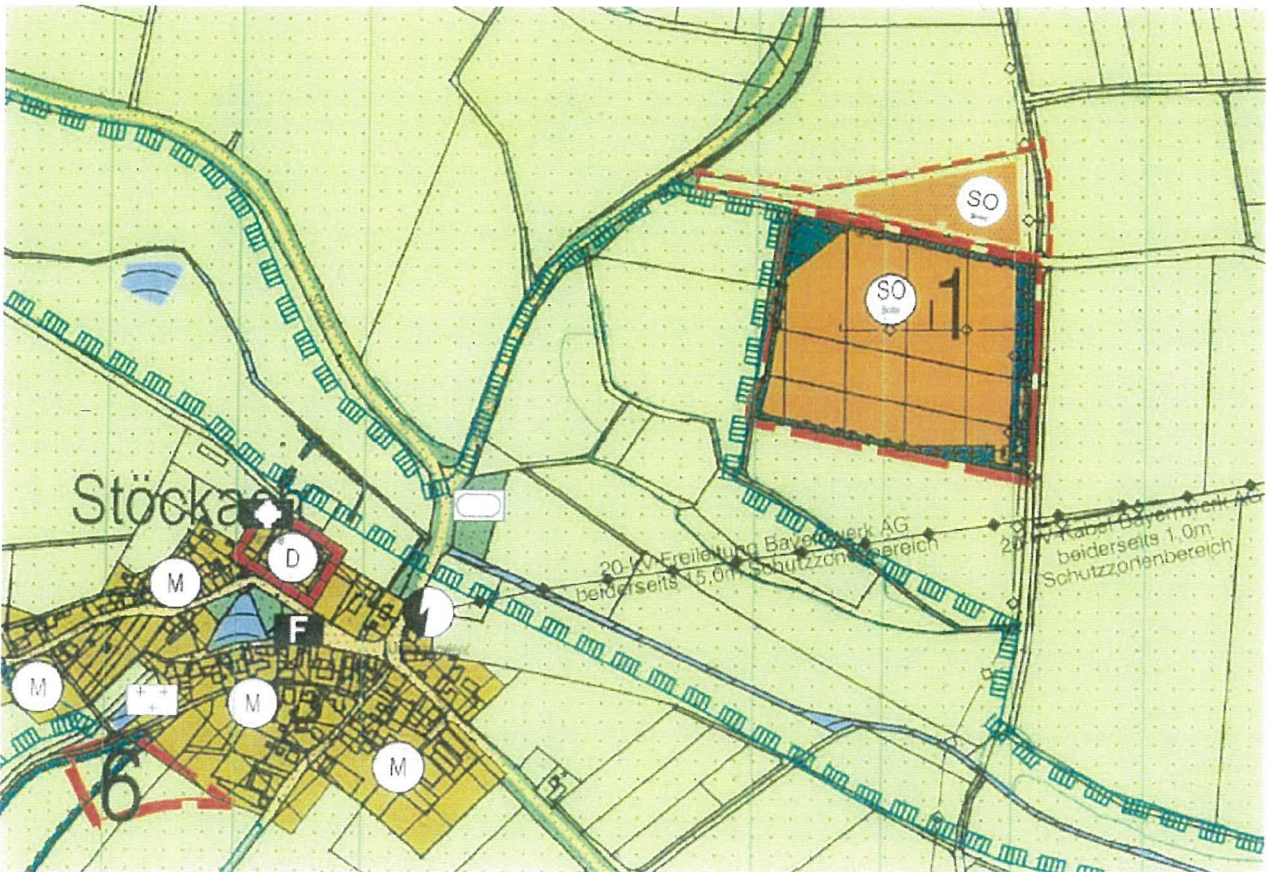 SO
SO
1
Stöckach
D
M
20-kV-Freileitung Bayernwerk AG
beiderseits 15,0m Schutzzonenbereich
20-kV-Kabel Bayernwerk AG
beiderseits 1,0m
Schutzzonenbereich
F
M
M
M
6